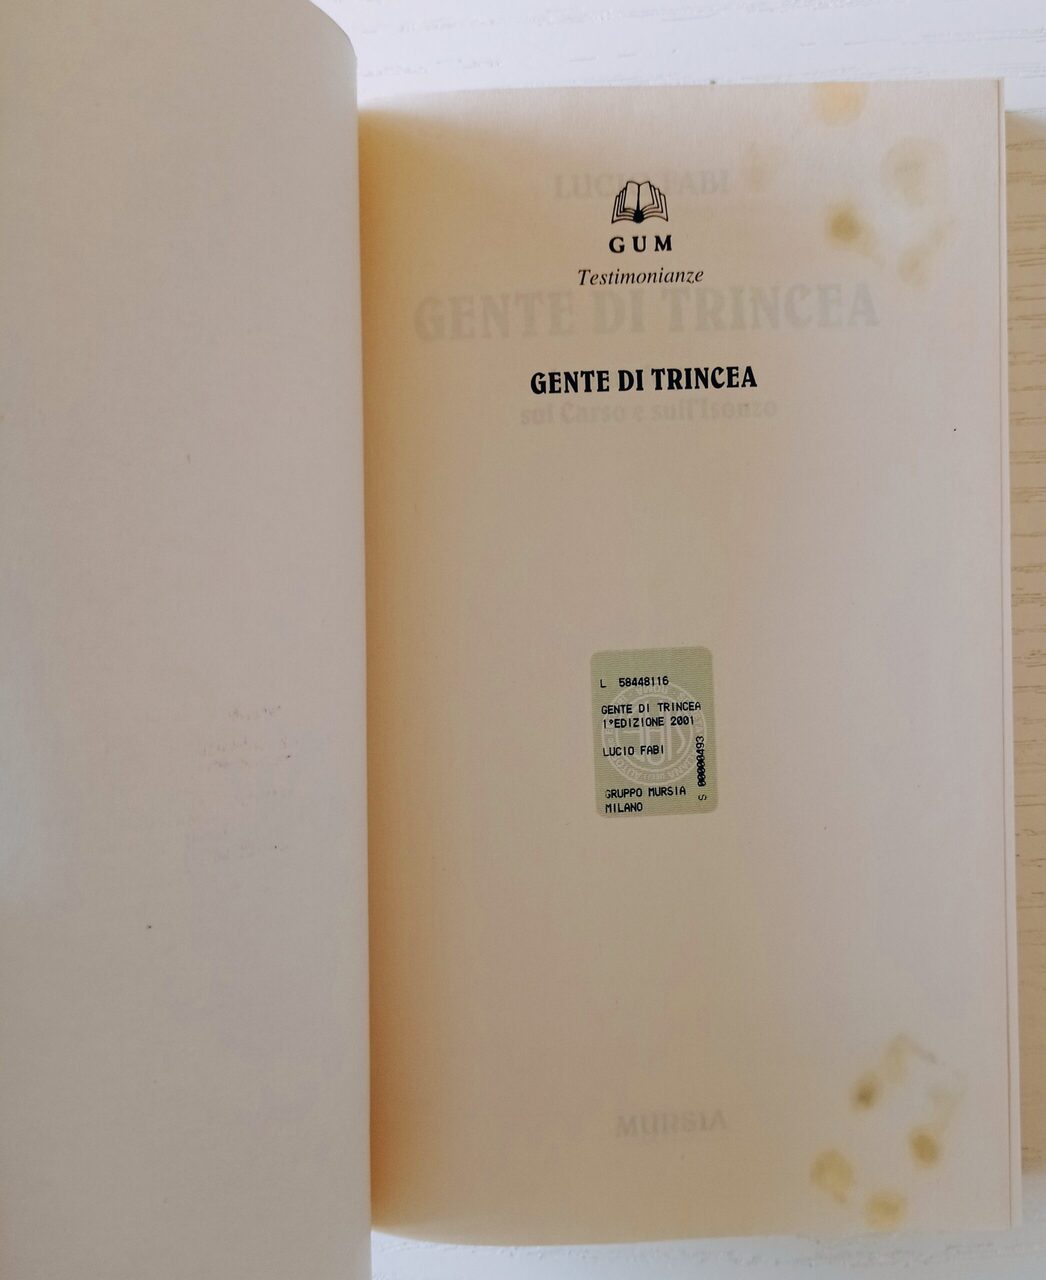 LUCIO FABI
GUM
Testimonianze
GENTE DI TRINCEA
GENTE DI TRINCEA
sul Carso e sull'Isonzo
L 58448116
GENTE DI TRINCEA
1°EDIZIONE 2001
LUCIO FABI
GRUPPO MURSIA
MILANO
S 00000493
MURSIA